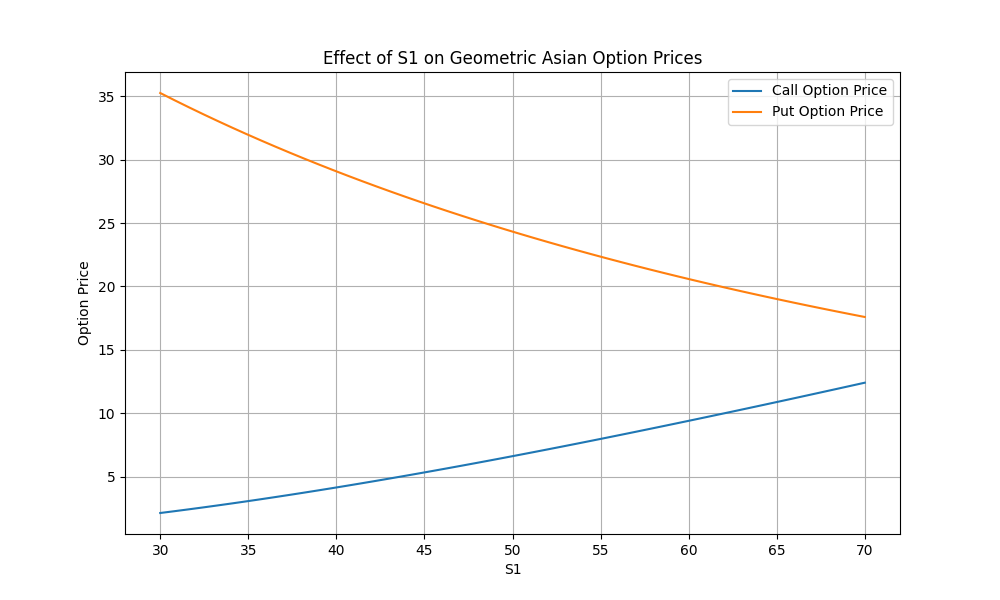 Effect of S1 on Geometric Asian Option Prices
Call Option Price
Put Option Price
Option Price
35
30
25
20
15
10
5
30 35 40 45 50 55 60 65 70
S1